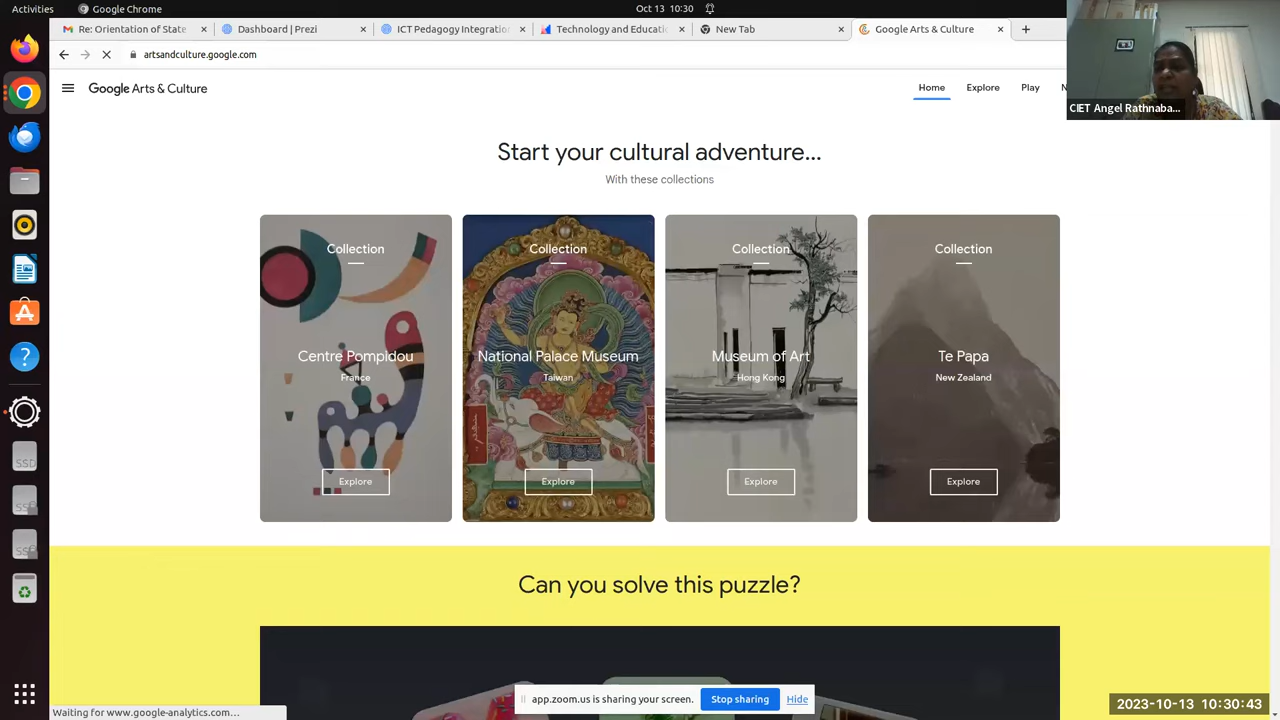 Activities
Google Chrome
Oct 13 10:30
Re: Orientation of State
Dashboard | Prezi
ICT Pedagogy Integration
Technology and Educatio
New Tab
Google Arts & Culture
artsandculture.google.com
Google Arts & Culture
Home
Explore
Play
N
CIET Angel Rathnaba...
Start your cultural adventure...
With these collections
Collection
Centre Pompidou
France
Explore
Collection
National Palace Museum
Taiwan
Explore
Collection
Museum of Art
Hong Kong
Explore
Collection
Te Papa
New Zealand
Explore
Can you solve this puzzle?
app.zoom.us is sharing your screen.
Stop sharing
Hide
Waiting for www.google-analytics.com...
2023-10-13 10:30:43
SSD